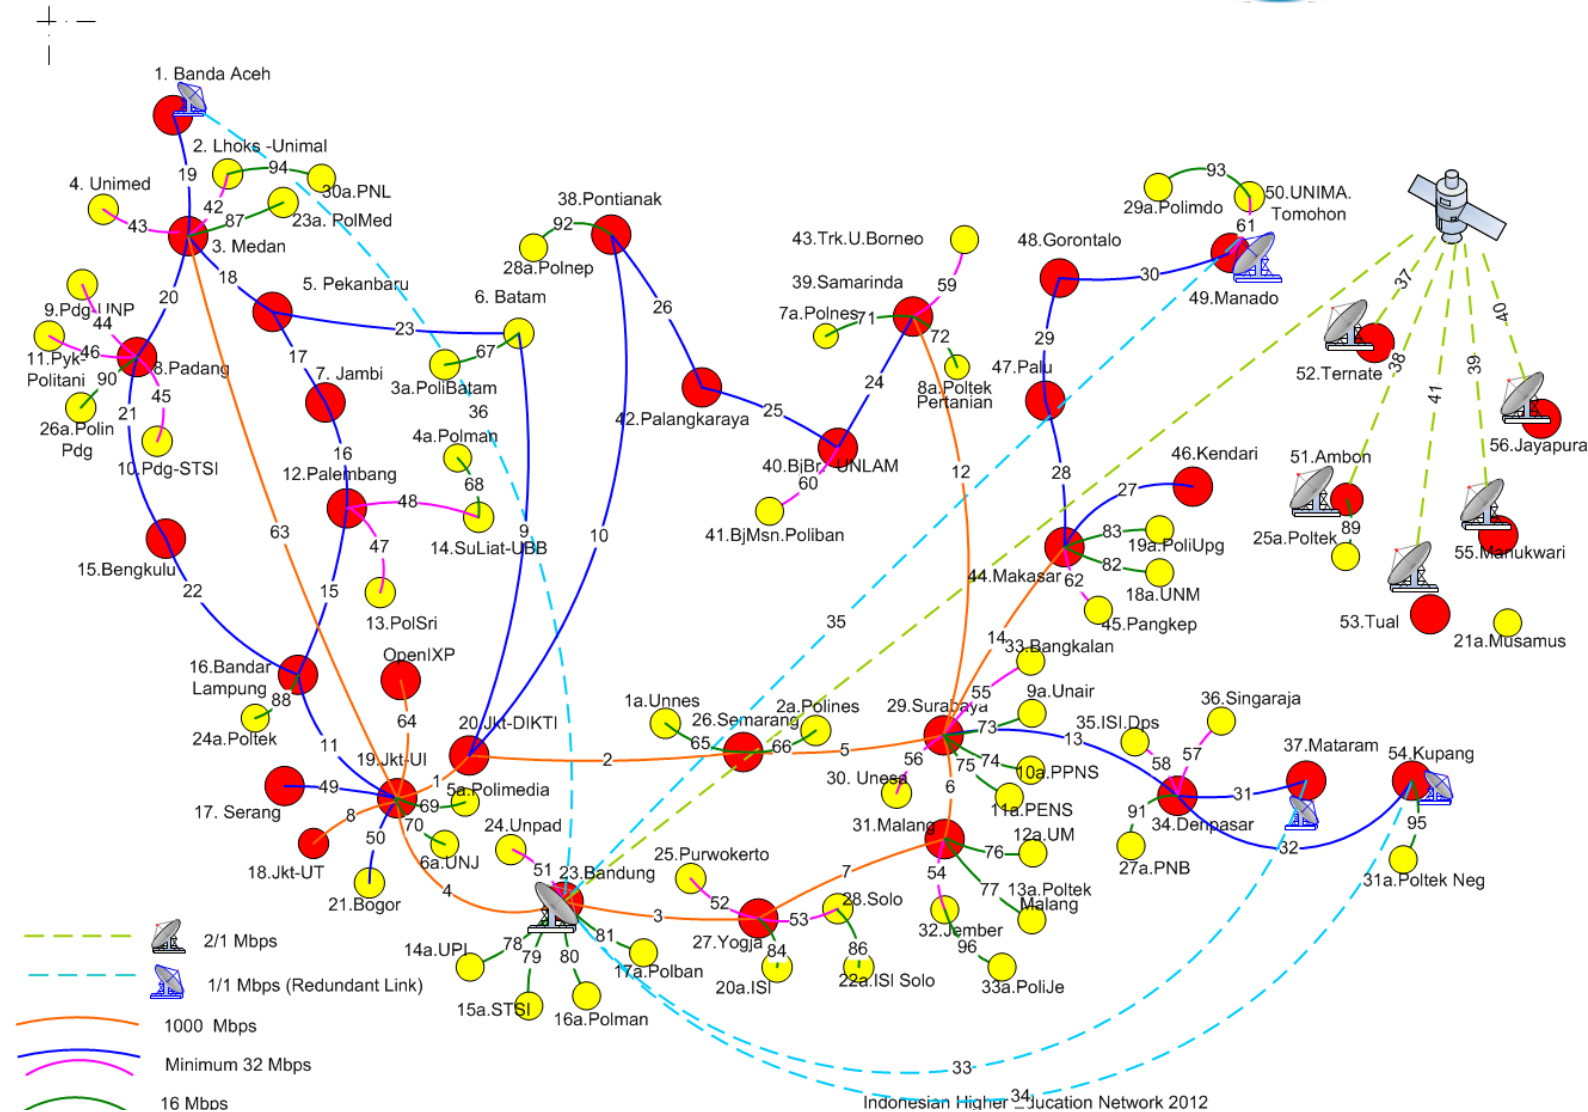 1. Banda Aceh
19
2. Lhoks -Unimal
94
30a.PNL
4. Unimed
42
23a. PolMed
43
87
3. Medan
18
20
5. Pekanbaru
6. Batam
23
9.Pdg-UNP
44
46
11.Pyk-
Politani
8.Padang
90
45
21
26a.Polin
Pdg
10.Pdg-STSI
17
7. Jambi
67
3a.PoliBatam
36
16
4a.Polman
12.Palembang
48
68
14.SuLiat-UBB
47
13.PolSri
63
15.Bengkulu
22
15
9
10
38.Pontianak
92
28a.Polnep
26
42.Palangkaraya
25
24
40.BjBr. UNLAM
60
41.BjMsn.Poliban
43.Trk.U.Borneo
59
39.Samarinda
7a.Polnes
71
72
8a.Poltek
Pertanian
12
48.Gorontalo
30
93
29a.Polimdo
50.UNIMA.
Tomohon
61
49.Manado
29
47.Palu
28
46.Kendari
27
83
19a.PoliUpg
82
18a.UNM
44.Makasar
62
45.Pangkep
35
14
37
38
41
39
40
52.Ternate
56.Jayapura
51.Ambon
25a.Poltek
89
55.Manukwari
53.Tual
21a.Musamus
16.Bandar
Lampung
88
24a.Poltek
11
OpenIXP
64
20.Jkt-DIKTI
19.Jkt-UI
1
2
49
17. Serang
8
18.Jkt-UT
50
21.Bogor
5a.Polimedia
69
70
6a.UNJ
4
24.Unpad
51
23.Bandung
1a.Unnes
65
26.Semarang
2a.Polines
66
5
29.Surabaya
33.Bangkalan
55
9a.Unair
73
13
74
10a.PPNS
75
11a.PENS
56
30. Unesa
6
31.Malang
12a.UM
76
77
13a.Poltek
Malang
54
32.Jember
96
33a.PoliJe
35.ISI.Dps
36.Singaraja
57
58
31
37.Mataram
54.Kupang
34.Denpasar
91
27a.PNB
32
95
31a.Poltek Neg
25.Purwokerto
52
3
7
53
28.Solo
27.Yogja
84
20a.ISI
86
22a.ISI Solo
14a.UPI
78
79
80
81
17a.Polban
15a.STSI
16a.Polman
33
34
2/1 Mbps
1/1 Mbps (Redundant Link)
1000 Mbps
Minimum 32 Mbps
16 Mbps
Indonesian Higher Education Network 2012